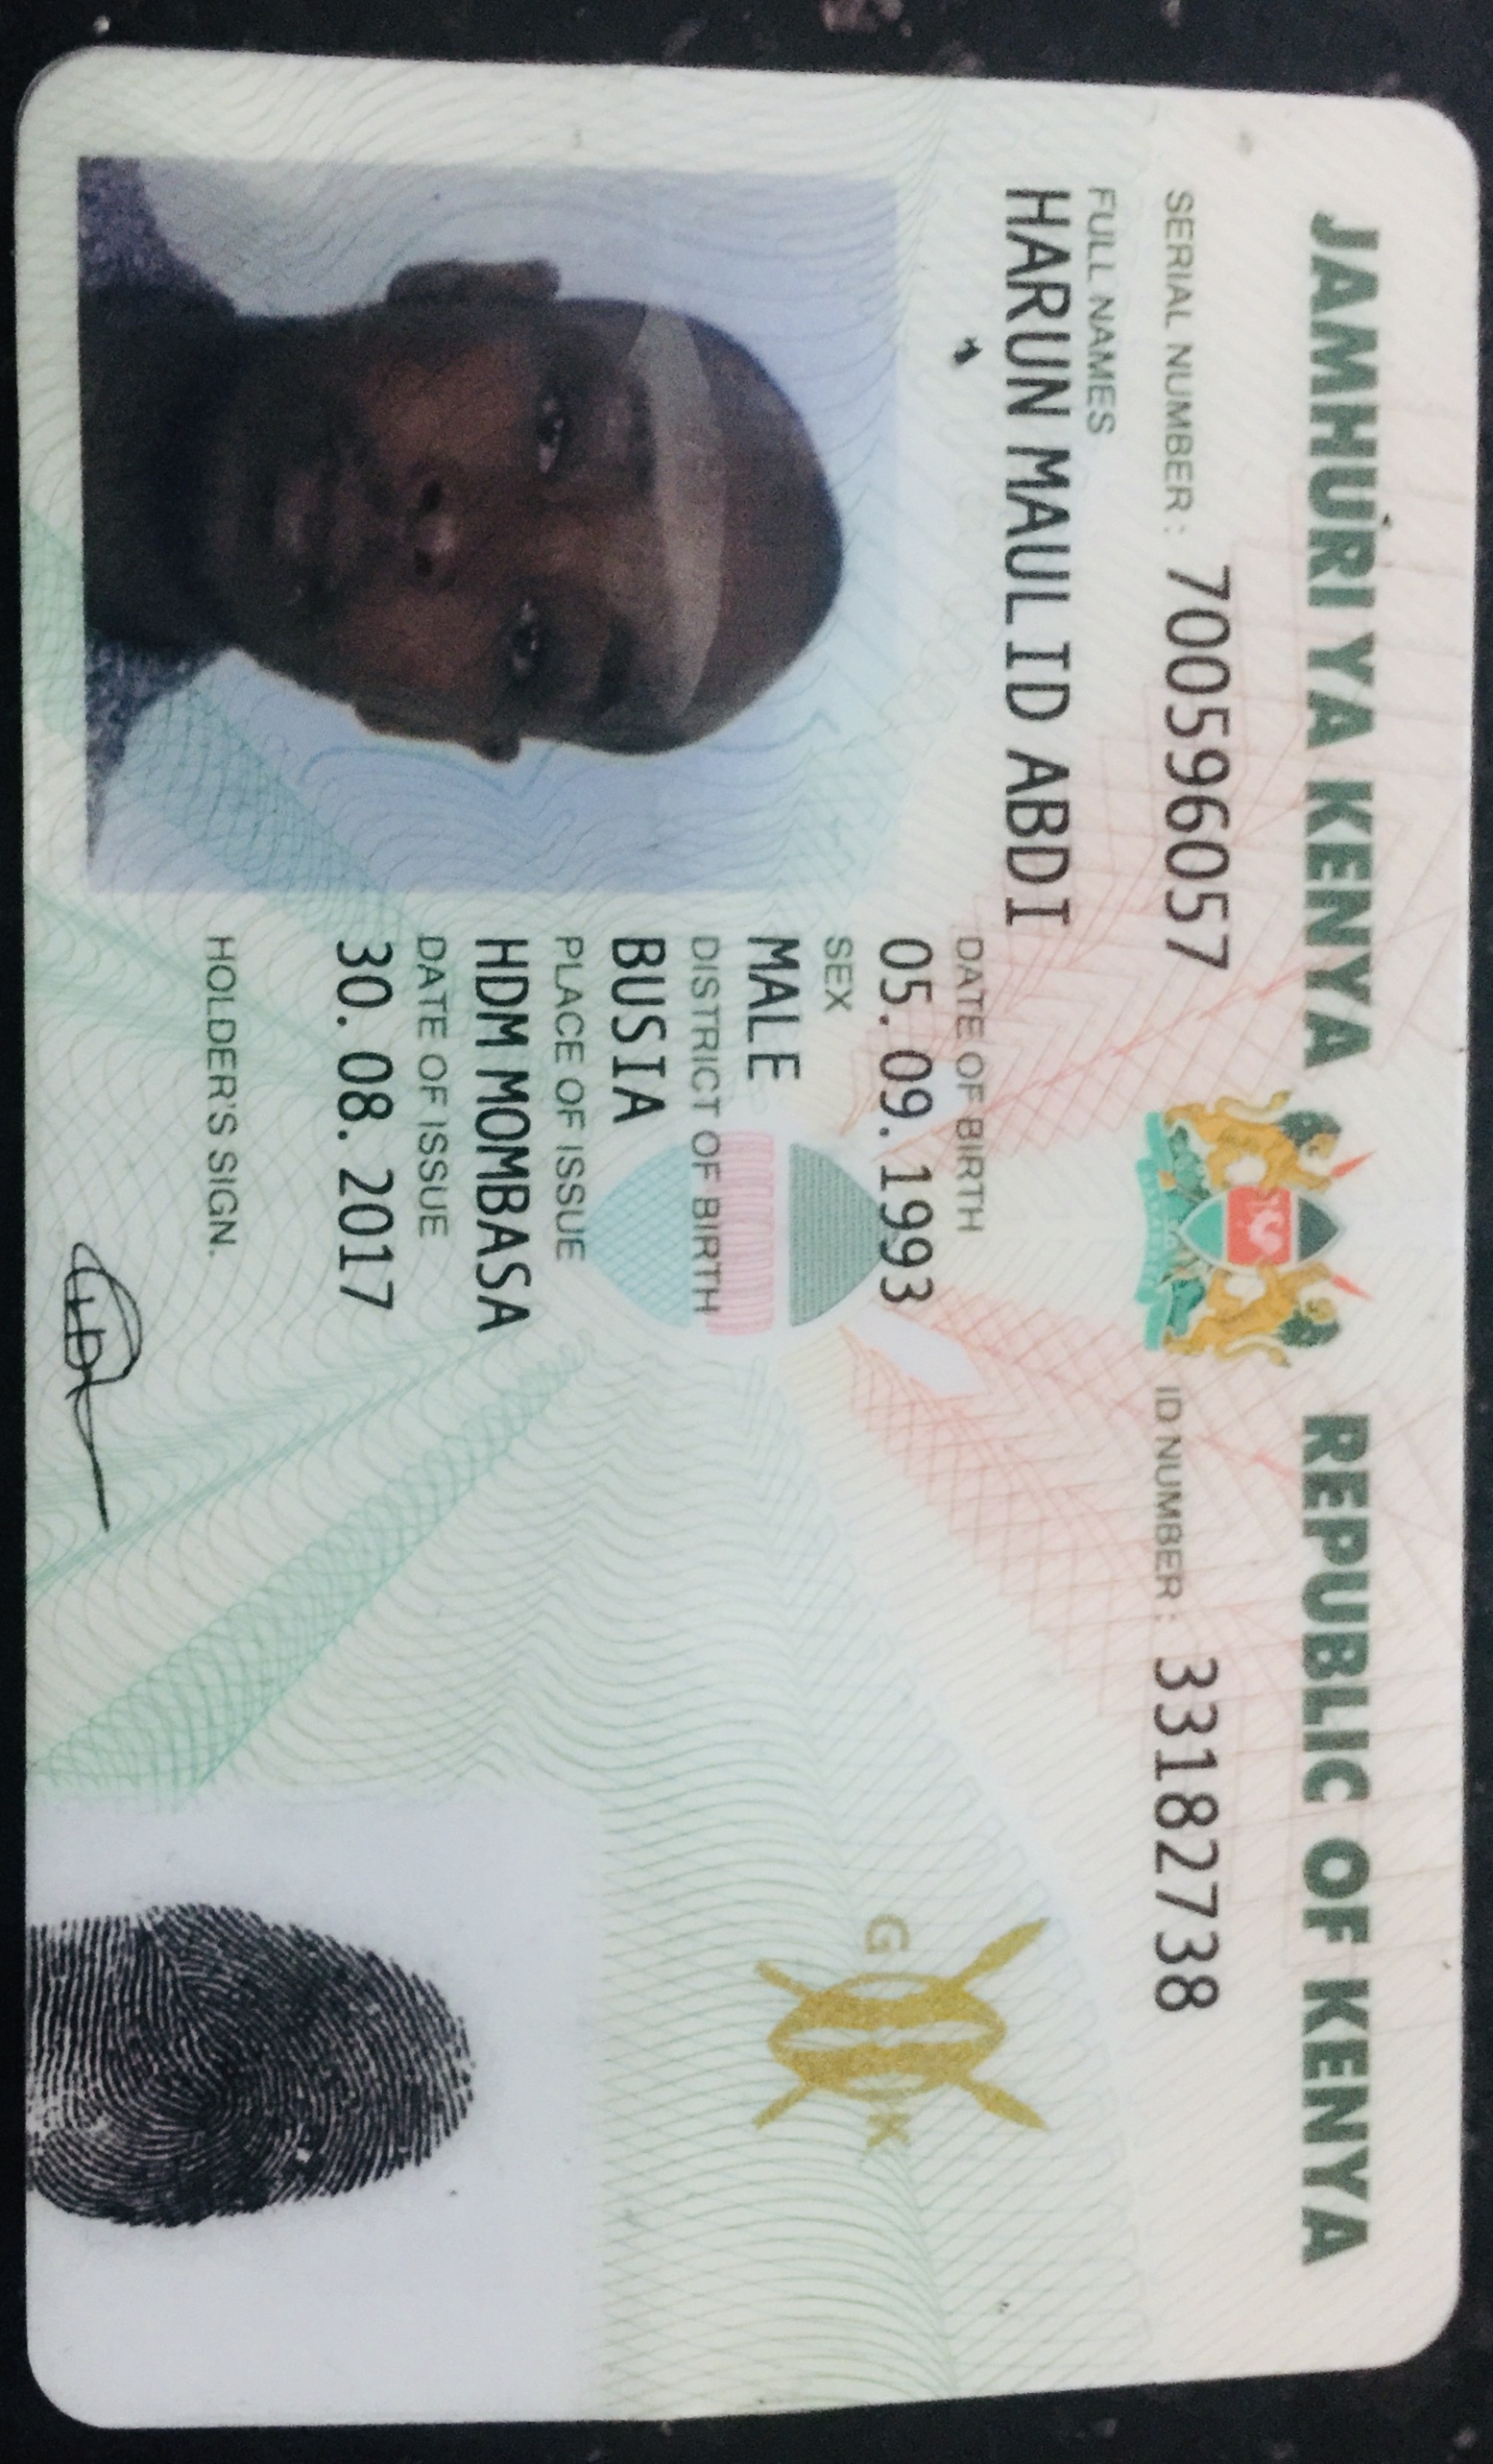 JAMHURI YA KENYA REPUBLIC OF KENYA
SERIAL NUMBER: 700596057 ID NUMBER: 33182738
FULL NAMES
HARUN MAULID ABDI
DATE OF BIRTH
05.09.1993
SEX
MALE
DISTRICT OF BIRTH
BUSIA
PLACE OF ISSUE
HDM MOMBASA
DATE OF ISSUE
30.08.2017
HOLDER'S SIGN.
G K